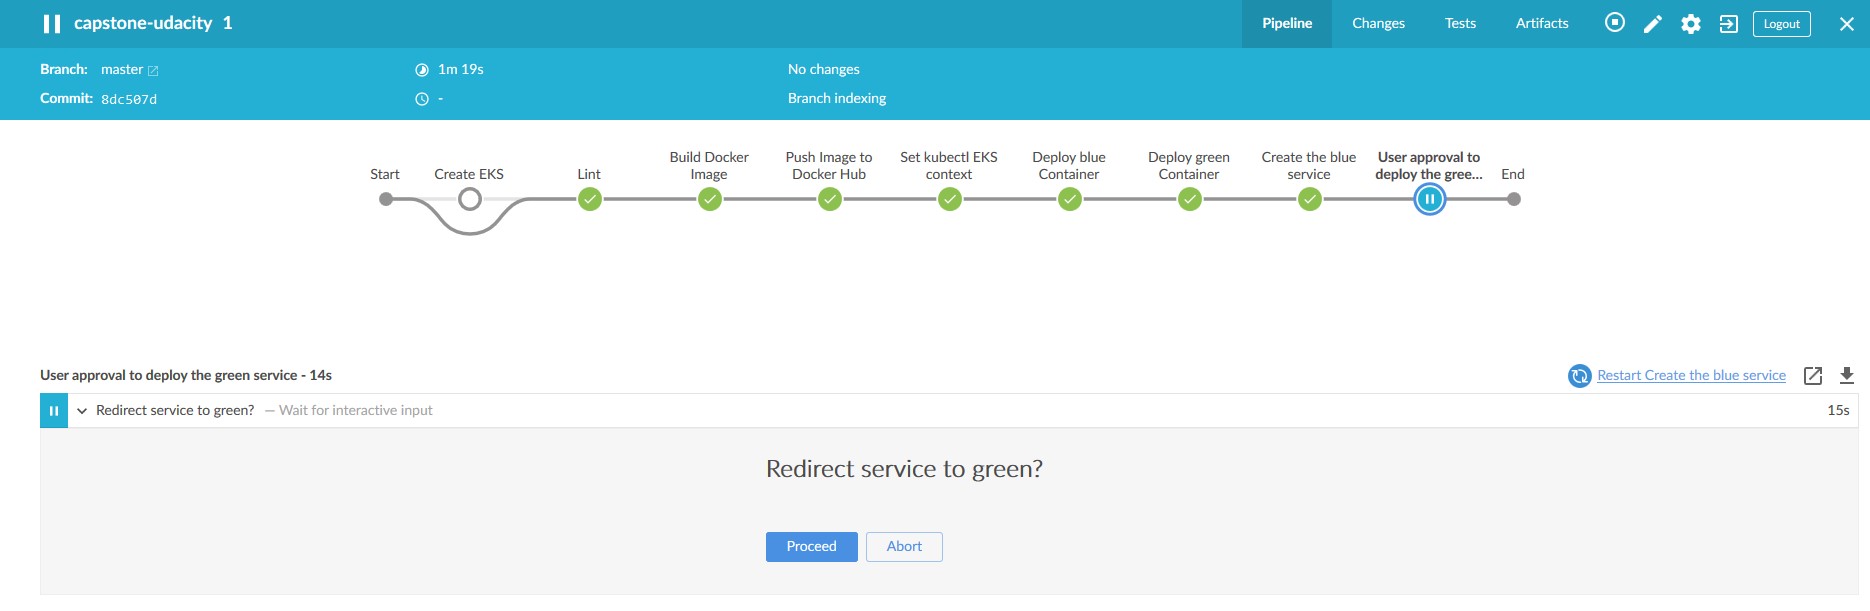 capstone-udacity 1
Pipeline Changes Tests Artifacts Logout
Branch: master 1m 19s No changes
Commit: 8dc507d - Branch indexing
Start
Create EKS
Lint
Build Docker
Image
Push Image to
Docker Hub
Set kubectl EKS
context
Deploy blue
Container
Deploy green
Container
Create the blue
service
User approval to
deploy the gree...
End
User approval to deploy the green service - 14s Restart Create the blue service
Redirect service to green? — Wait for interactive input 15s
Redirect service to green?
Proceed Abort